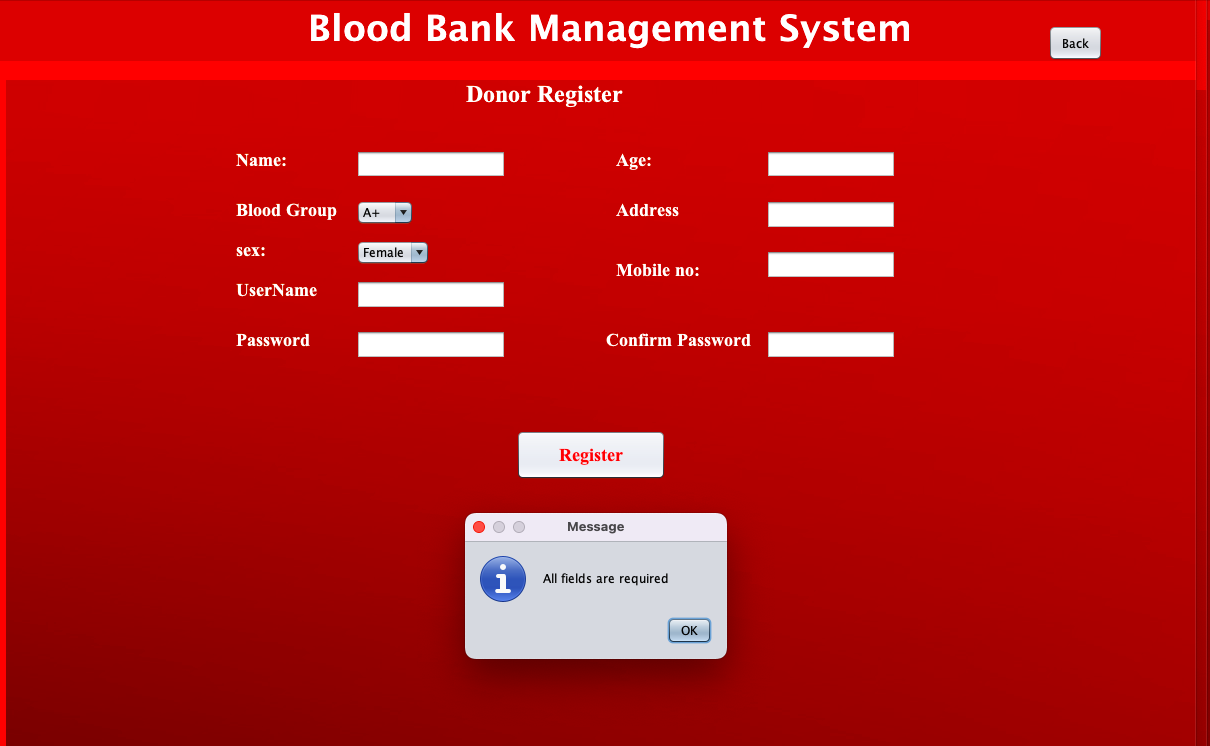 Blood Bank Management System
Back
Donor Register
Name:
Age:
Blood Group
A+
Address
sex:
Female
Mobile no:
UserName
Password
Confirm Password
Register
Message
All fields are required
OK